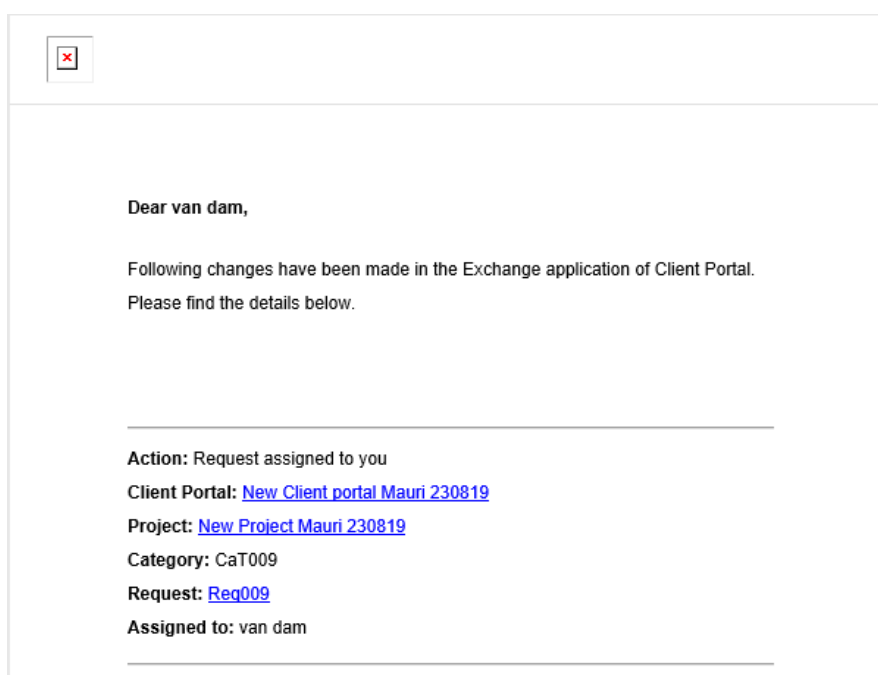 Dear van dam,
Following changes have been made in the Exchange application of Client Portal.
Please find the details below.
Action: Request assigned to you
Client Portal: New Client portal Mauri 230819
Project: New Project Mauri 230819
Category: CaT009
Request: Req009
Assigned to: van dam